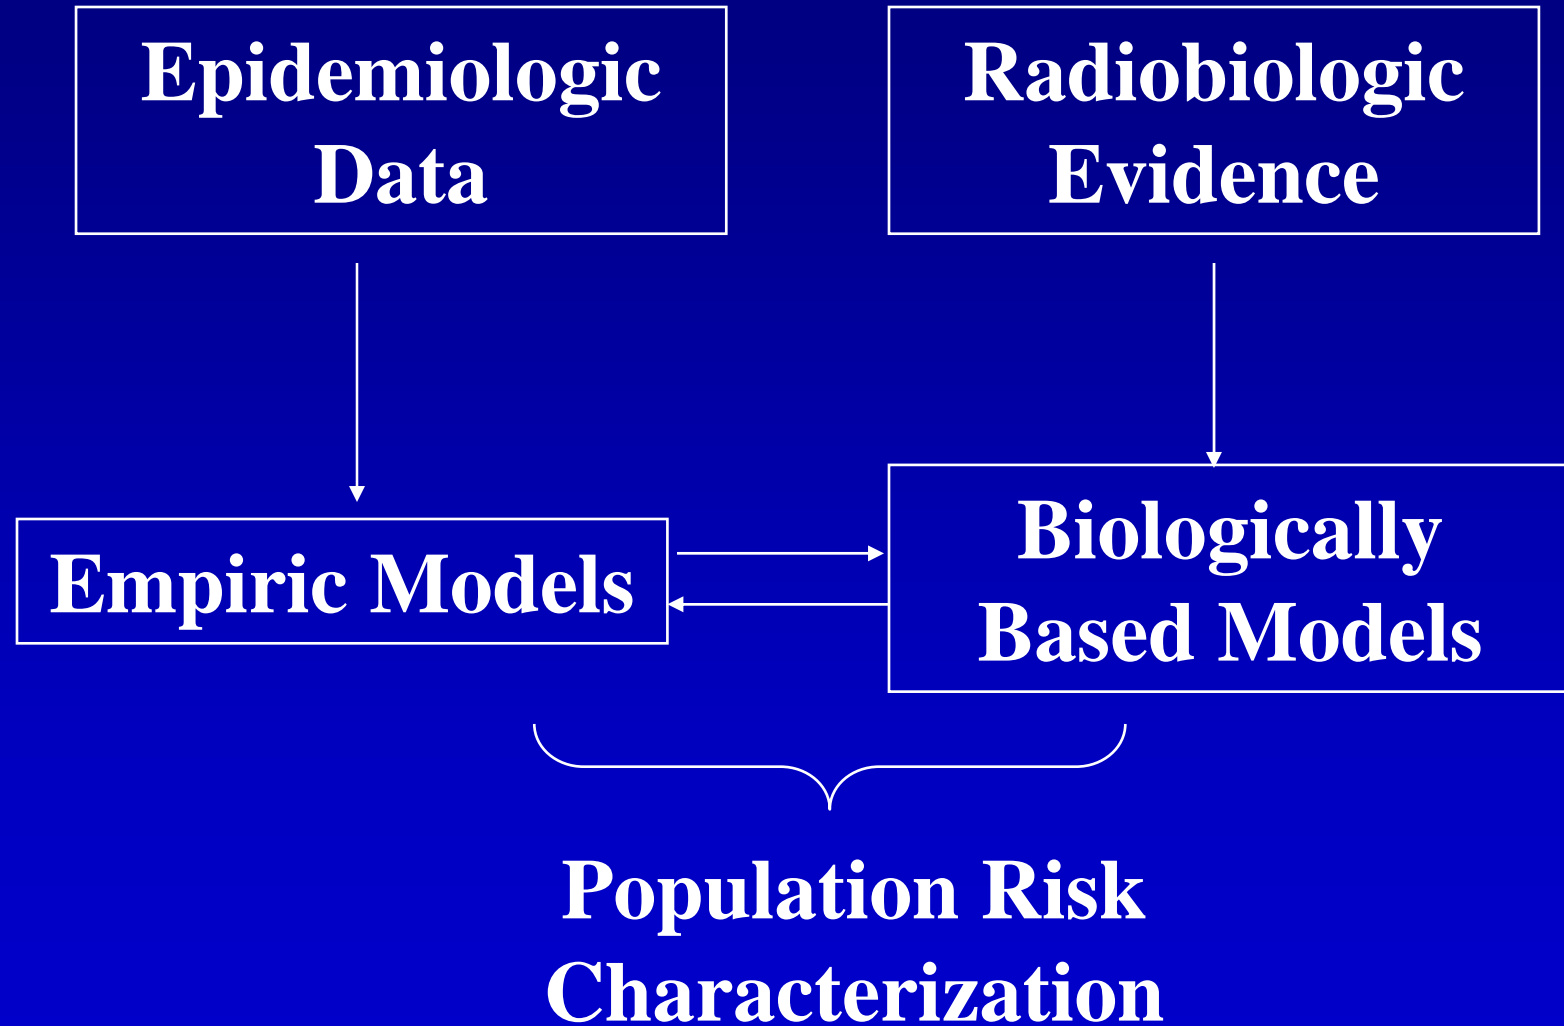 Epidemiologic
Data
Radiobiologic
Evidence
Empiric Models
Biologically
Based Models
Population Risk
Characterization